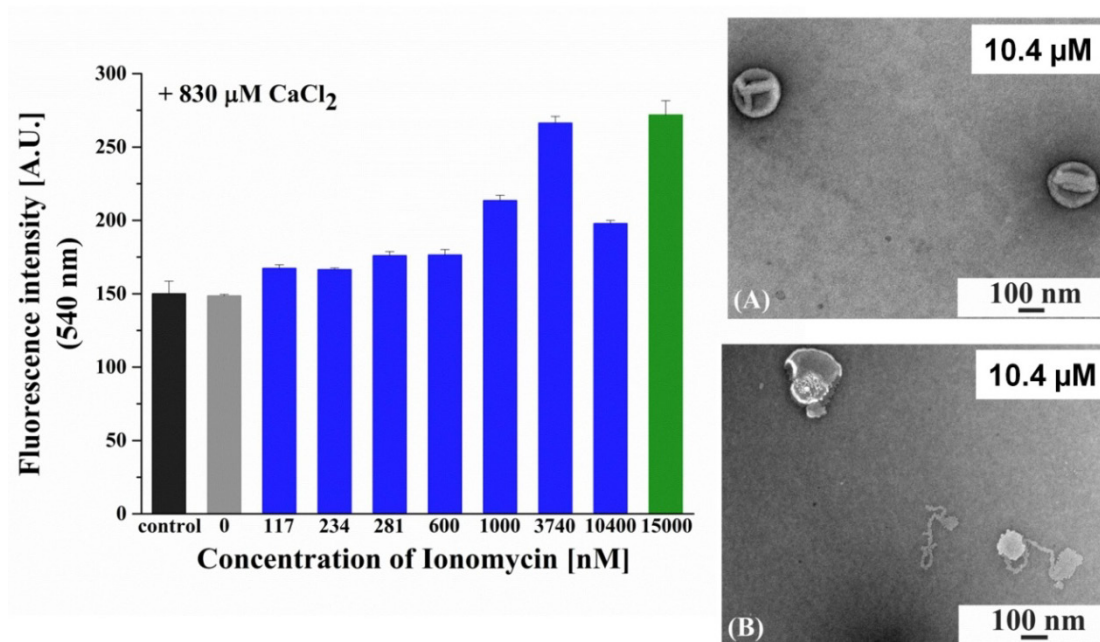 + 830 µM CaCl2
Fluorescence intensity [A.U.]
(540 nm)
300
250
200
150
100
50
0
control 0 117 234 281 600 1000 3740 10400 15000
Concentration of Ionomycin [nM]
10.4 µM
(A)
100 nm
10.4 µM
(B)
100 nm